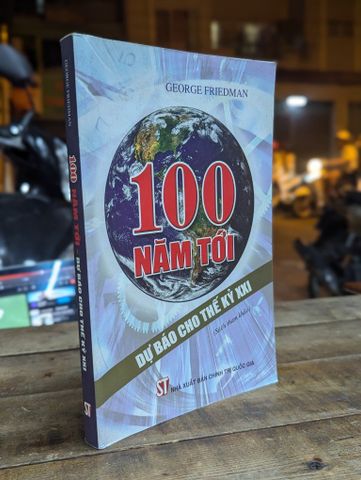 GEORGE FRIEDMAN
100
NĂM TỚI
DỰ BÁO CHO THẾ KỶ XXI
(Sách tham khảo)
ST NHÀ XUẤT BẢN CHÍNH TRỊ QUỐC GIA
GEORGE FRIEDMAN
100 NĂM TỚI DỰ BÁO CHO THẾ KỶ XXI
ST